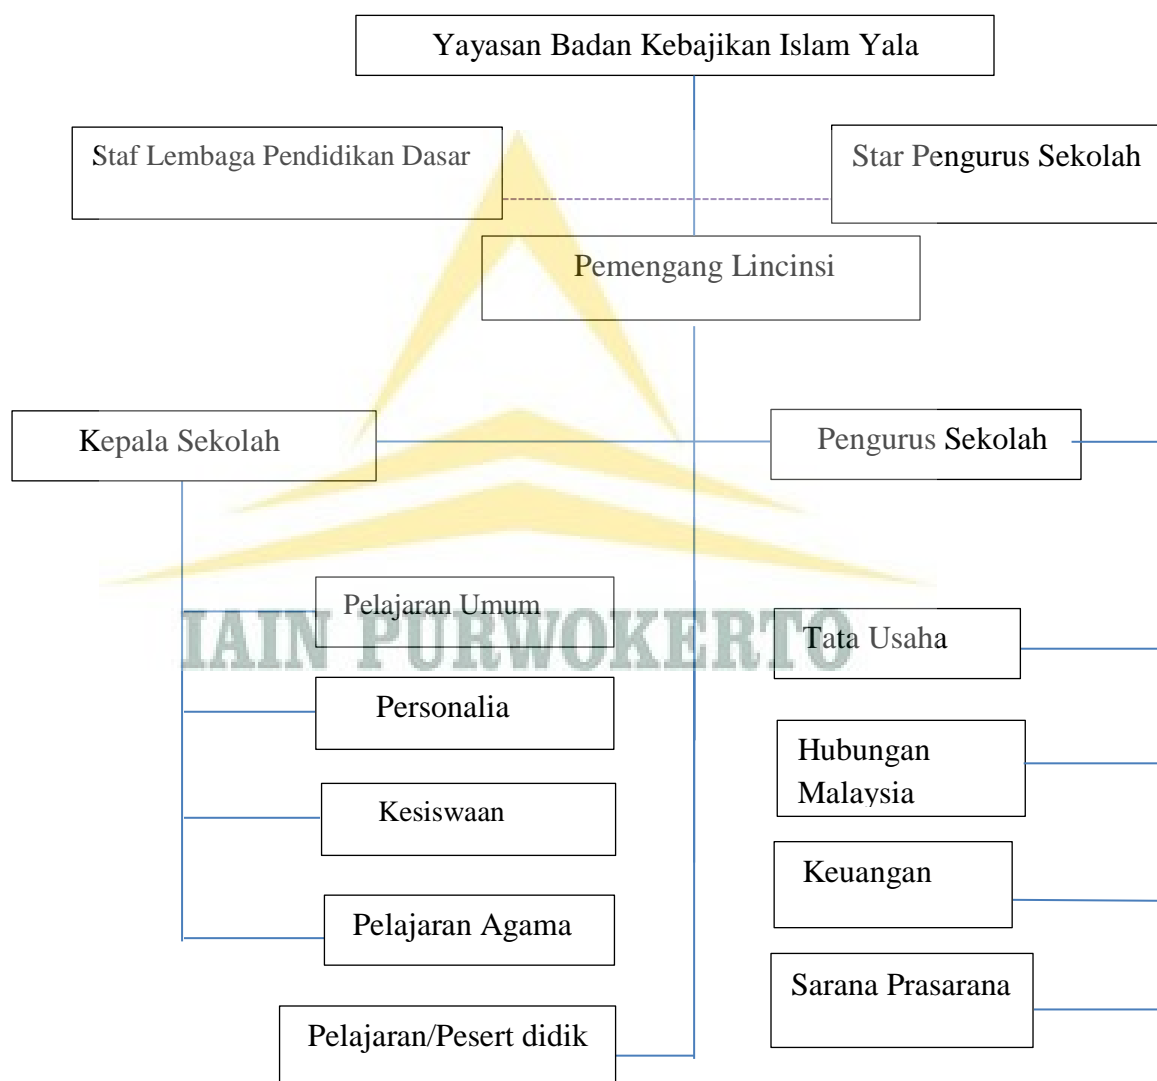 Yayasan Badan Kebajikan Islam Yala
Staf Lembaga Pendidikan Dasar
Star Pengurus Sekolah
Pemengang Lincinsi
Kepala Sekolah
Pengurus Sekolah
Pelajaran Umum
Tata Usaha
IAIN PURWOKERTO
Personalia
Hubungan
Malaysia
Kesiswaan
Keuangan
Pelajaran Agama
Sarana Prasarana
Pelajaran/Pesert didik